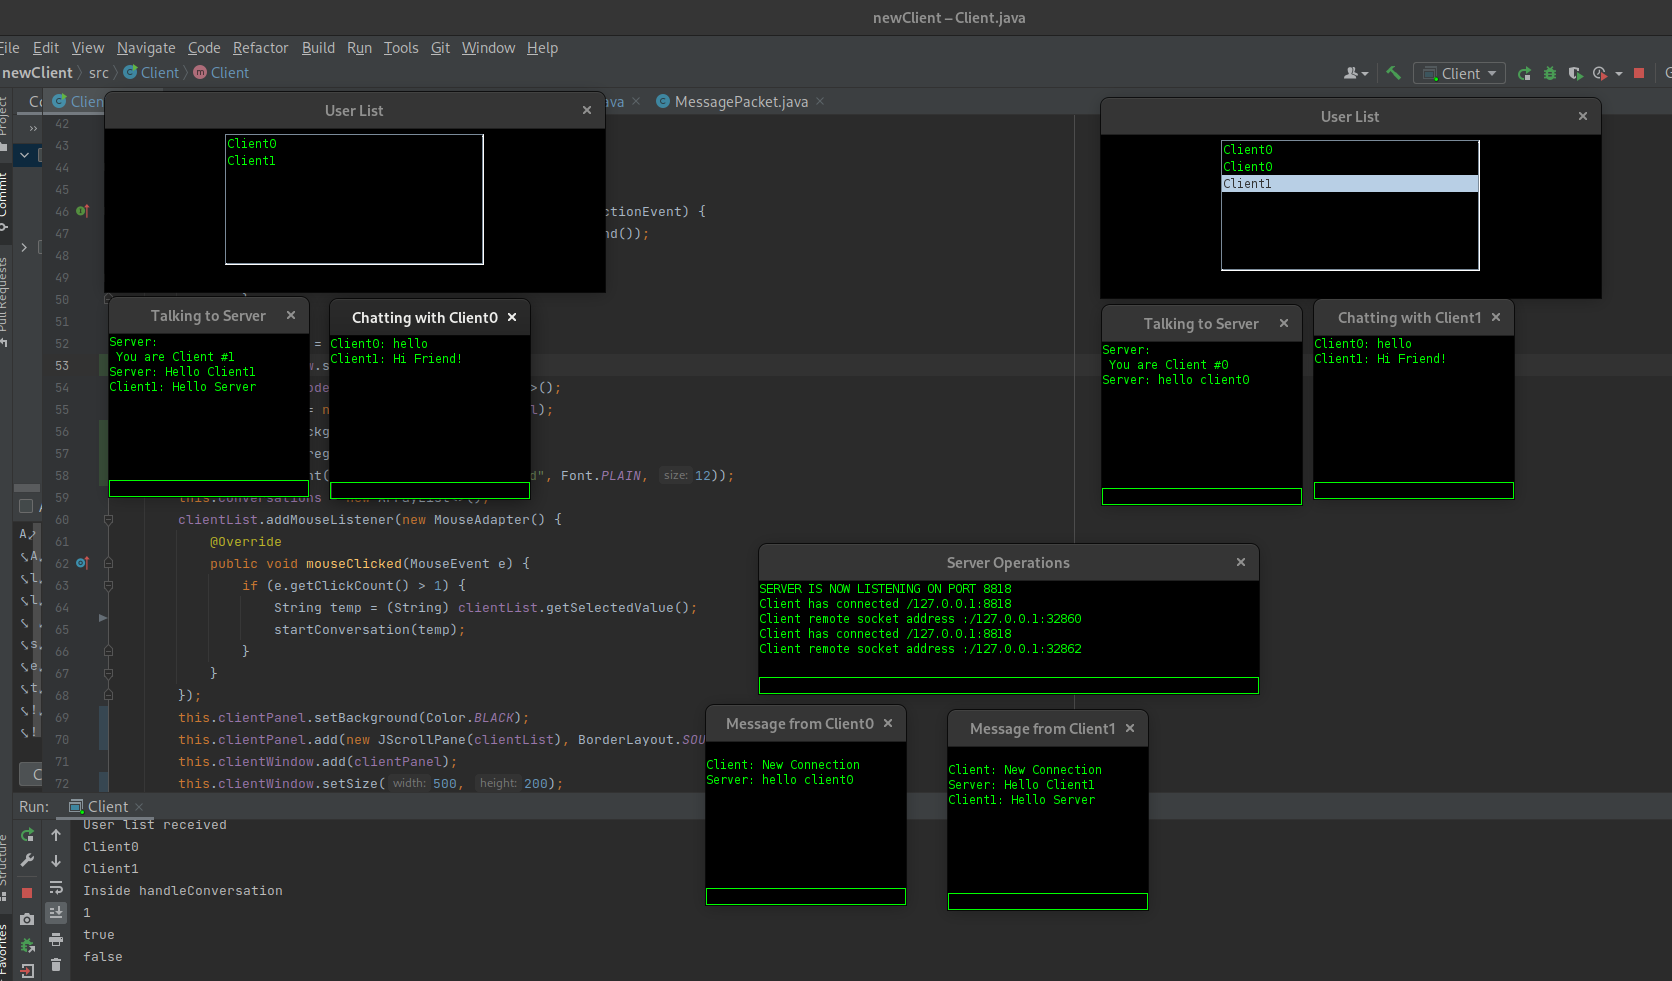 newClient – Client.java
File Edit View Navigate Code Refactor Build Run Tools Git Window Help
newClient src Client Client
Client
Project
Commit
Pull Requests
Structure
Favorites
MessagePacket.java
User List
Client0
Client1
User List
Client0
Client0
Client1
42
43
44
45
46 ctionEvent) {
47 nd());
48
49
50
51
52 =
53
54 >();
55
56
57
58 Font.PLAIN, size: 12));
59
60 clientList.addMouseListener(new MouseAdapter() {
61 @Override
62 public void mouseClicked(MouseEvent e) {
63 if (e.getClickCount() > 1) {
64 String temp = (String) clientList.getSelectedValue();
65 startConversation(temp);
66 }
67 }
68 });
69 this.clientPanel.setBackground(Color.BLACK);
70 this.clientPanel.add(new JScrollPane(clientList), BorderLayout.SOU
71 this.clientWindow.add(clientPanel);
72 this.clientWindow.setSize( width: 500, height: 200);
Talking to Server
Server:
You are Client #1
Server: Hello Client1
Client1: Hello Server
Chatting with Client0
Client0: hello
Client1: Hi Friend!
Talking to Server
Server:
You are Client #0
Server: hello client0
Chatting with Client1
Client0: hello
Client1: Hi Friend!
Server Operations
SERVER IS NOW LISTENING ON PORT 8818
Client has connected /127.0.0.1:8818
Client remote socket address :/127.0.0.1:32860
Client has connected /127.0.0.1:8818
Client remote socket address :/127.0.0.1:32862
Message from Client0
Client: New Connection
Server: hello client0
Message from Client1
Client: New Connection
Server: Hello Client1
Client1: Hello Server
Run: Client
User list received
Client0
Client1
Inside handleConversation
1
true
false